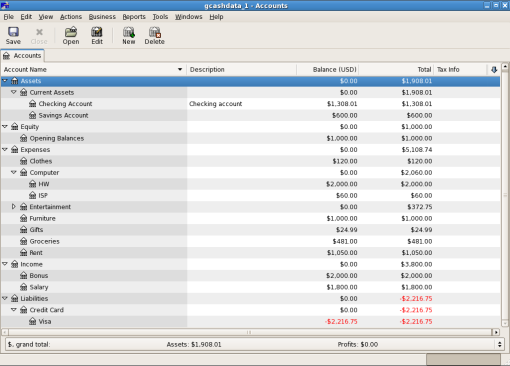 gcashdata_1 - Accounts
File Edit View Actions Business Reports Tools Windows Help
Save Close Open Edit New Delete
Accounts
Account Name Description Balance (USD) Total Tax Info
Assets $0.00 $1,908.01
Current Assets $0.00 $1,908.01
Checking Account Checking account $1,308.01 $1,308.01
Savings Account $600.00 $600.00
Equity $0.00 $1,000.00
Opening Balances $1,000.00 $1,000.00
Expenses $0.00 $5,108.74
Clothes $120.00 $120.00
Computer $0.00 $2,060.00
HW $2,000.00 $2,000.00
ISP $60.00 $60.00
Entertainment $0.00 $372.75
Furniture $1,000.00 $1,000.00
Gifts $24.99 $24.99
Groceries $481.00 $481.00
Rent $1,050.00 $1,050.00
Income $0.00 $3,800.00
Bonus $2,000.00 $2,000.00
Salary $1,800.00 $1,800.00
Liabilities $0.00 -$2,216.75
Credit Card $0.00 -$2,216.75
Visa -$2,216.75 -$2,216.75
$, grand total: Assets: $1,908.01 Profits: $0.00